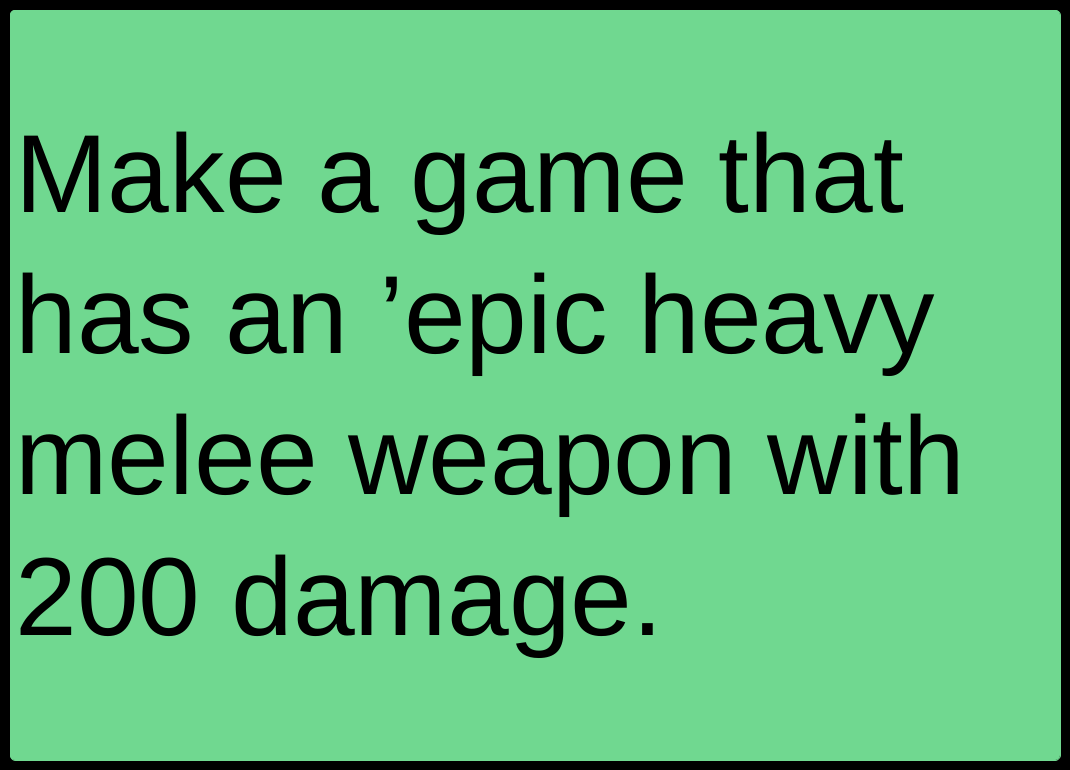 Make a game that
has an ’epic heavy
melee weapon with
200 damage.